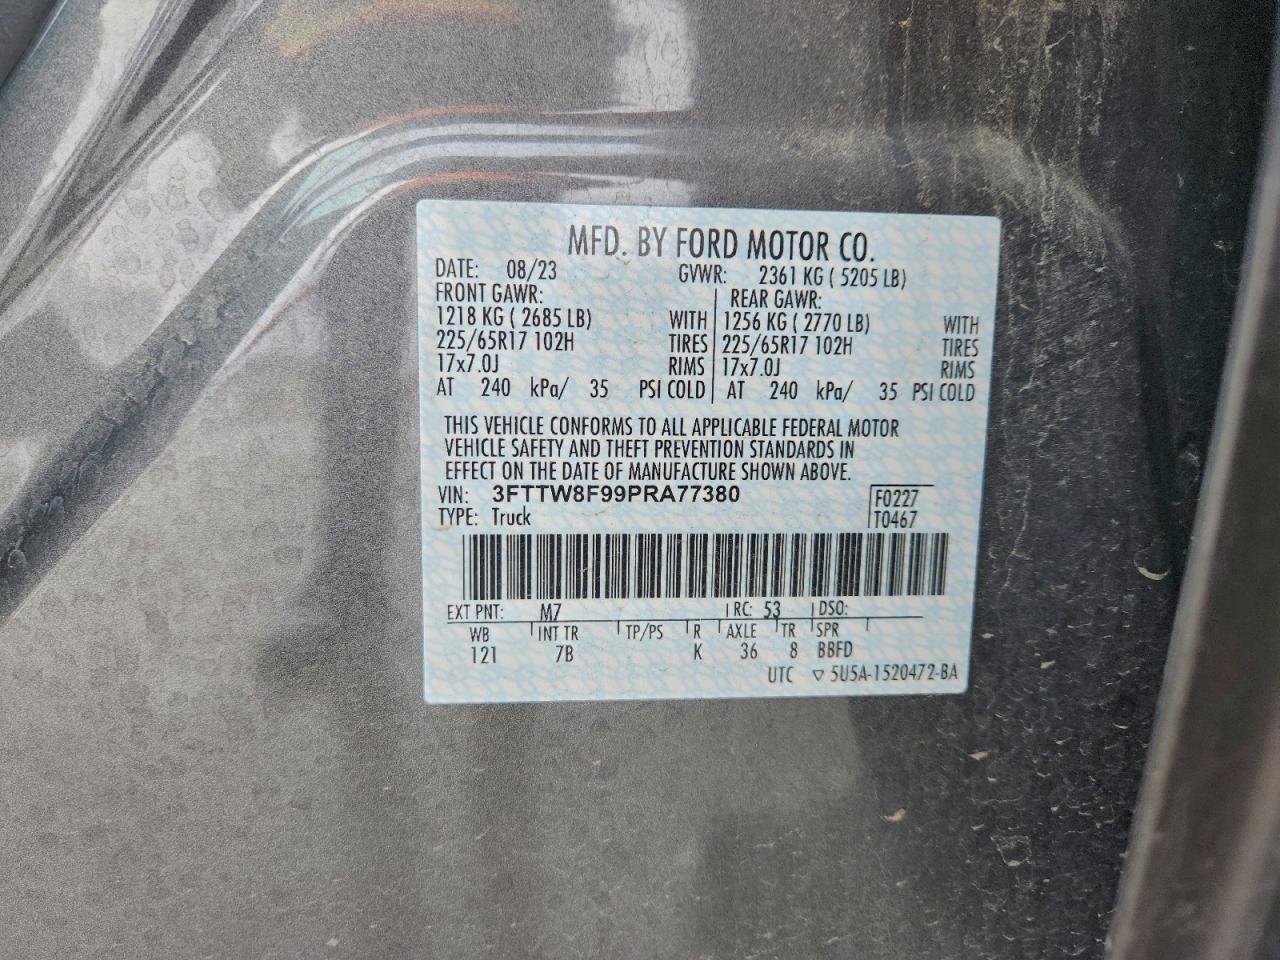 MFD. BY FORD MOTOR CO.
DATE: 08/23 GVWR: 2361 KG ( 5205 LB)
FRONT GAWR: REAR GAWR:
1218 KG ( 2685 LB) WITH 1256 KG ( 2770 LB) WITH
225/65R17 102H TIRES 225/65R17 102H TIRES
17x7.0J RIMS 17x7.0J RIMS
AT 240 kPa/ 35 PSI COLD AT 240 kPa/ 35 PSI COLD
THIS VEHICLE CONFORMS TO ALL APPLICABLE FEDERAL MOTOR
VEHICLE SAFETY AND THEFT PREVENTION STANDARDS IN
EFFECT ON THE DATE OF MANUFACTURE SHOWN ABOVE.
VIN: 3FTTW8F99PRA77380 F0227
TYPE: Truck T0467
EXT PNT: M7 RC: 53 DSO:
WB INT TR TP/PS R AXLE TR SPR
121 7B K 36 8 BBFD
UTC ▽ 5U5A-1520472-BA